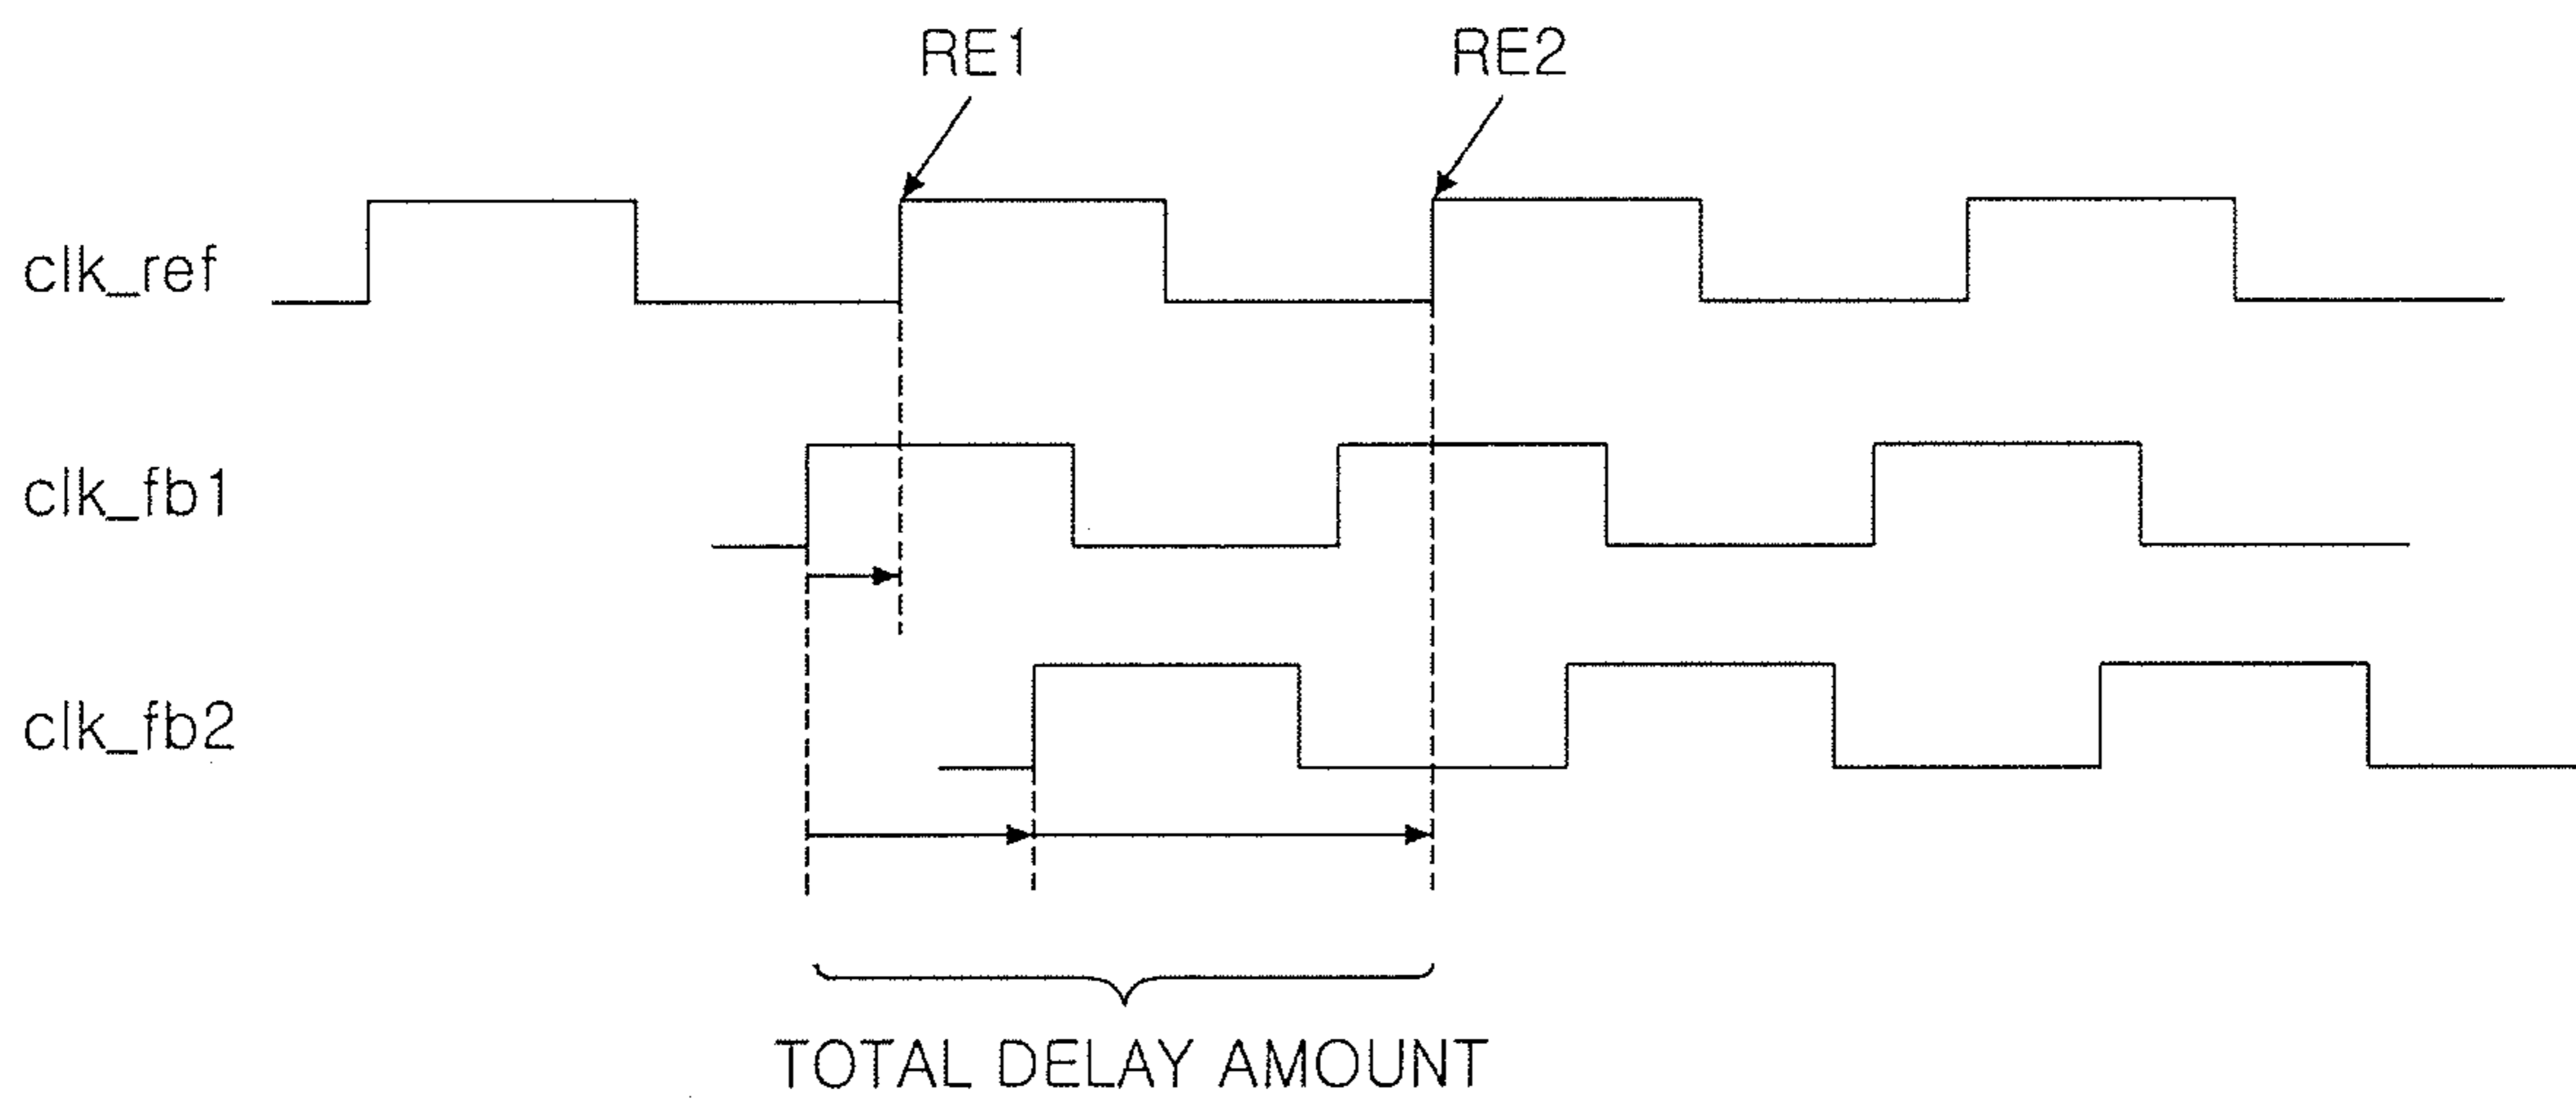 RE1
RE2
clk_ref
clk_fb1
clk_fb2
TOTAL DELAY AMOUNT